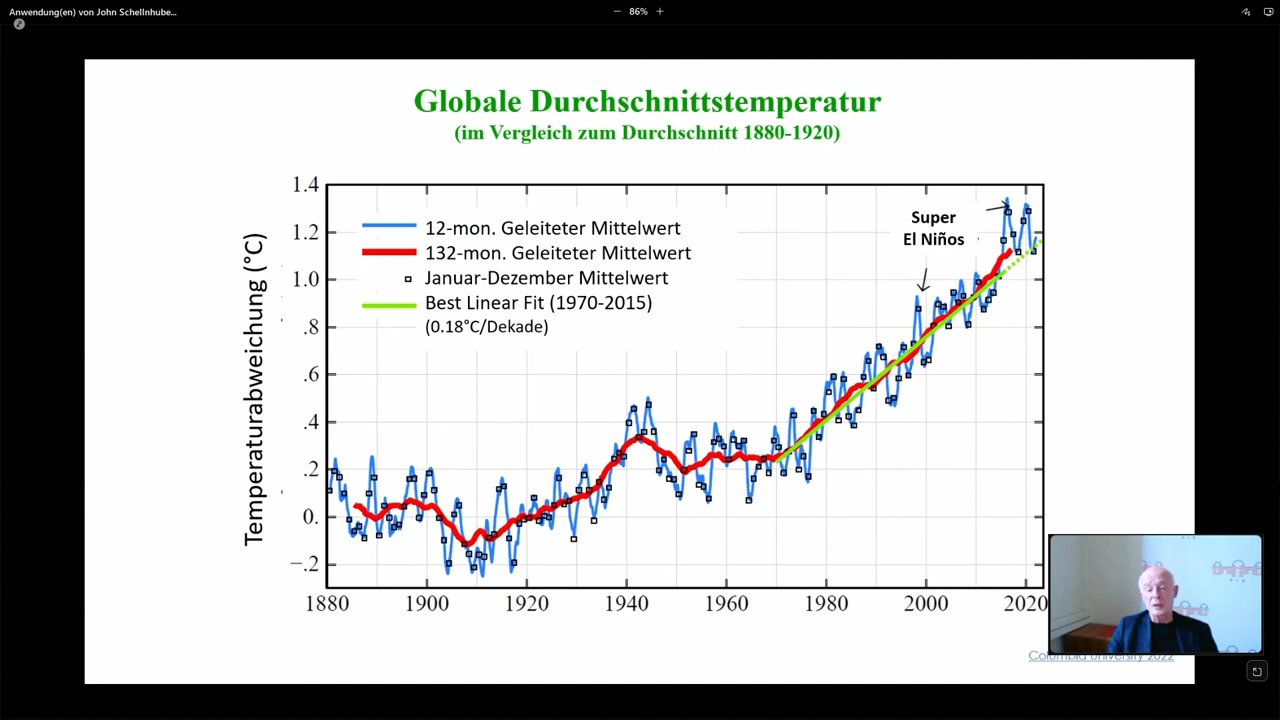 Anwendung(en) von John Schellnhube...
86%
Globale Durchschnittstemperatur
(im Vergleich zum Durchschnitt 1880-1920)
Temperaturabweichung (°C)
1.4
1.2
1.0
.8
.6
.4
.2
0.
−.2
12-mon. Geleiteter Mittelwert
132-mon. Geleiteter Mittelwert
Januar-Dezember Mittelwert
Best Linear Fit (1970-2015)
(0.18°C/Dekade)
Super
El Niños
1880 1900 1920 1940 1960 1980 2000 2020
Columbia University 2022